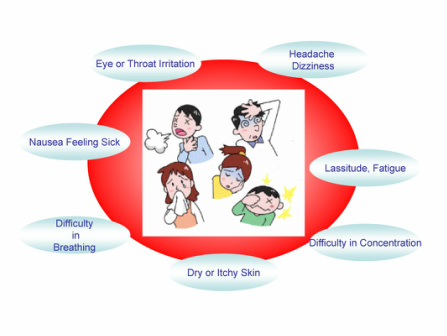 Headache
Dizziness
Eye or Throat Irritation
Nausea Feeling Sick
Lassitude, Fatigue
Difficulty
in
Breathing
Difficulty in Concentration
Dry or Itchy Skin